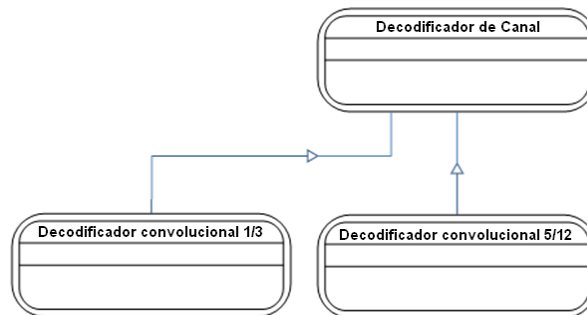 Decodificador de Canal
Decodificador convolucional 1/3
Decodificador convolucional 5/12